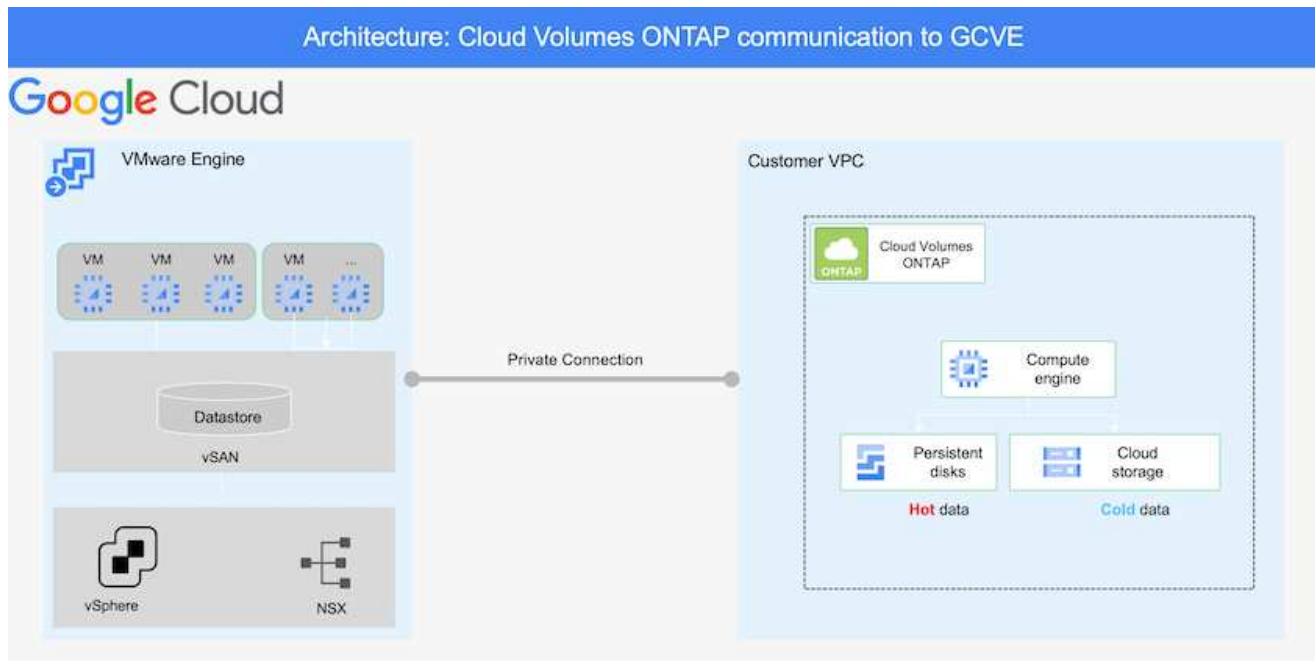 Architecture: Cloud Volumes ONTAP communication to GCVE
Google Cloud
VMware Engine
VM VM VM VM ...
Datastore
vSAN
vSphere
NSX
Private Connection
Customer VPC
ONTAP
Cloud Volumes
ONTAP
Compute
engine
Persistent
disks
Hot data
Cloud
storage
Cold data